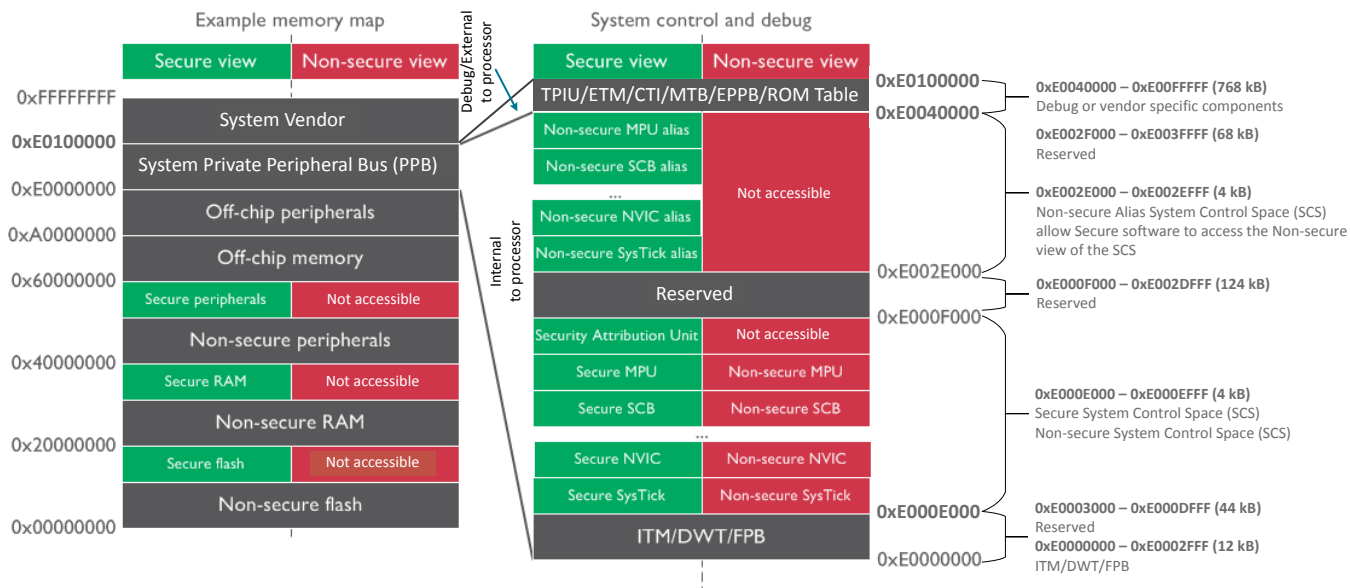 Example memory map
Secure view
Non-secure view
0xFFFFFFFF
System Vendor
0xE0100000
System Private Peripheral Bus (PPB)
0xE0000000
Off-chip peripherals
0xA0000000
Off-chip memory
0x60000000
Secure peripherals
Not accessible
Non-secure peripherals
0x40000000
Secure RAM
Not accessible
Non-secure RAM
0x20000000
Secure flash
Not accessible
Non-secure flash
0x00000000
Debug/External
to processor
Internal
to processor
System control and debug
Secure view
Non-secure view
0xE0100000
TPIU/ETM/CTI/MTB/EPPB/ROM Table
0xE0040000
Non-secure MPU alias
Non-secure SCB alias
...
Non-secure NVIC alias
Non-secure SysTick alias
Not accessible
0xE002E000
Reserved
0xE000F000
Security Attribution Unit
Not accessible
Secure MPU
Non-secure MPU
Secure SCB
Non-secure SCB
...
Secure NVIC
Non-secure NVIC
Secure SysTick
Non-secure SysTick
0xE000E000
ITM/DWT/FPB
0xE0000000
0xE0040000 – 0xE00FFFFF (768 kB)
Debug or vendor specific components
0xE002F000 – 0xE003FFFF (68 kB)
Reserved
0xE002E000 – 0xE002EFFF (4 kB)
Non-secure Alias System Control Space (SCS)
allow Secure software to access the Non-secure
view of the SCS
0xE000F000 – 0xE002DFFF (124 kB)
Reserved
0xE000E000 – 0xE000EFFF (4 kB)
Secure System Control Space (SCS)
Non-secure System Control Space (SCS)
0xE0003000 – 0xE000DFFF (44 kB)
Reserved
0xE0000000 – 0xE0002FFF (12 kB)
ITM/DWT/FPB